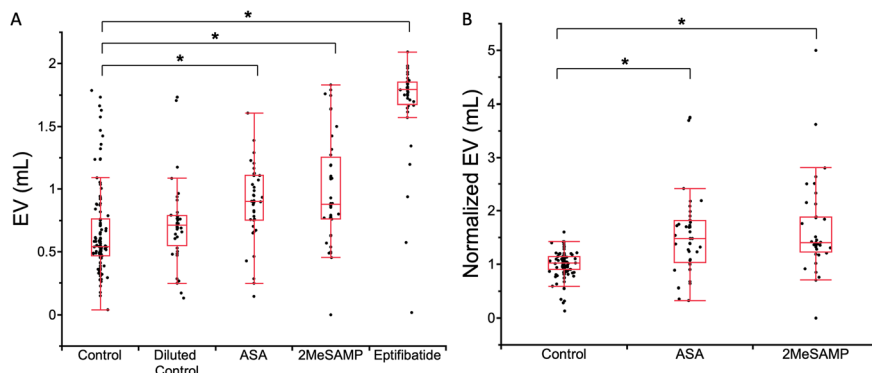 A
B
*
*
*
*
*
EV (mL)
2
1.5
1
0.5
0
Control
Diluted
Control
ASA
2MeSAMP
Eptifibatide
Normalized EV (mL)
5
4
3
2
1
0
Control
ASA
2MeSAMP